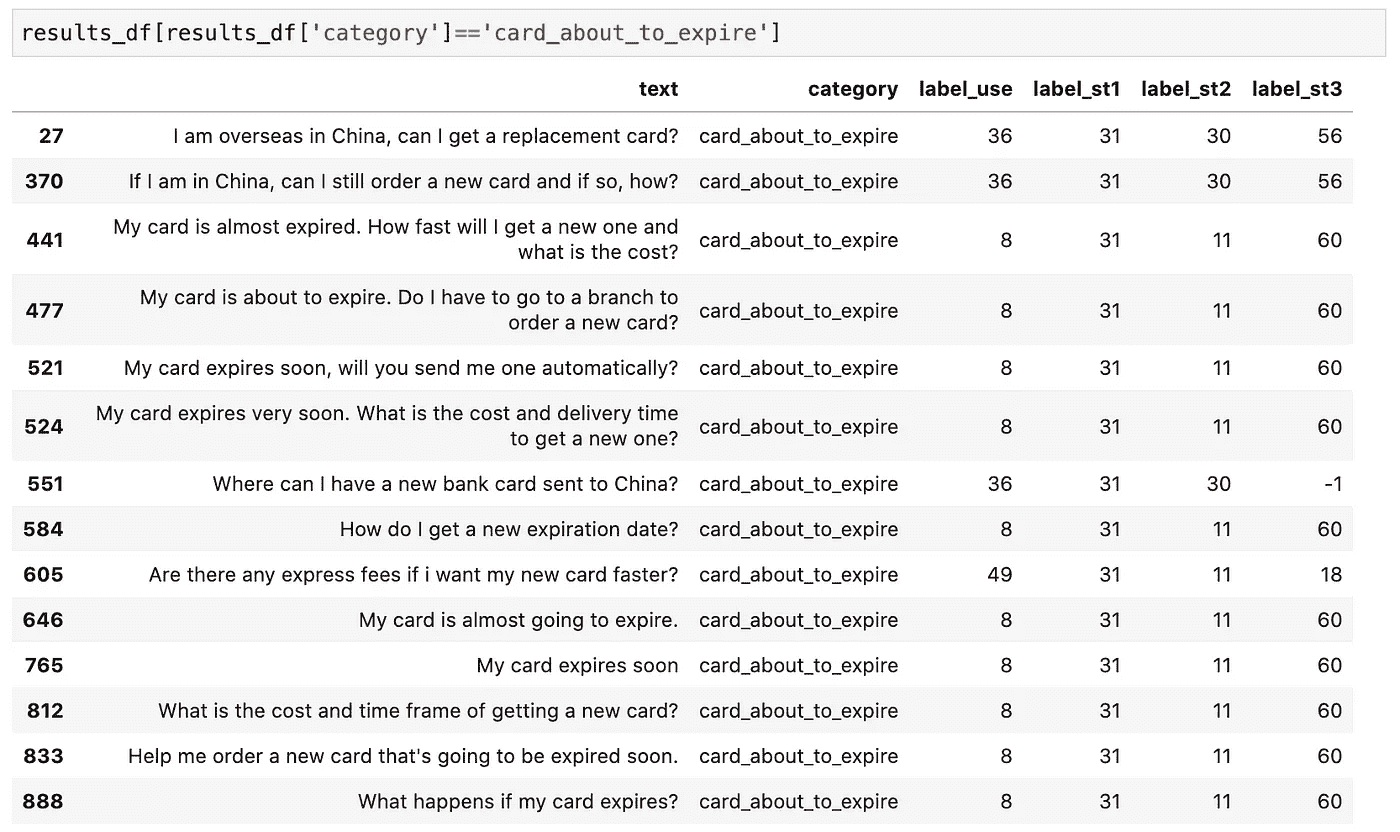 results_df[results_df['category']=='card_about_to_expire']
text category label_use label_st1 label_st2 label_st3
27 I am overseas in China, can I get a replacement card? card_about_to_expire 36 31 30 56
370 If I am in China, can I still order a new card and if so, how? card_about_to_expire 36 31 30 56
My card is almost expired. How fast will I get a new one and
441 what is the cost? card_about_to_expire 8 31 11 60
My card is about to expire. Do I have to go to a branch to
477 order a new card? card_about_to_expire 8 31 11 60
521 My card expires soon, will you send me one automatically? card_about_to_expire 8 31 11 60
My card expires very soon. What is the cost and delivery time
524 to get a new one? card_about_to_expire 8 31 11 60
551 Where can I have a new bank card sent to China? card_about_to_expire 36 31 30 -1
584 How do I get a new expiration date? card_about_to_expire 8 31 11 60
605 Are there any express fees if i want my new card faster? card_about_to_expire 49 31 11 18
646 My card is almost going to expire. card_about_to_expire 8 31 11 60
765 My card expires soon card_about_to_expire 8 31 11 60
812 What is the cost and time frame of getting a new card? card_about_to_expire 8 31 11 60
833 Help me order a new card that's going to be expired soon. card_about_to_expire 8 31 11 60
888 What happens if my card expires? card_about_to_expire 8 31 11 60